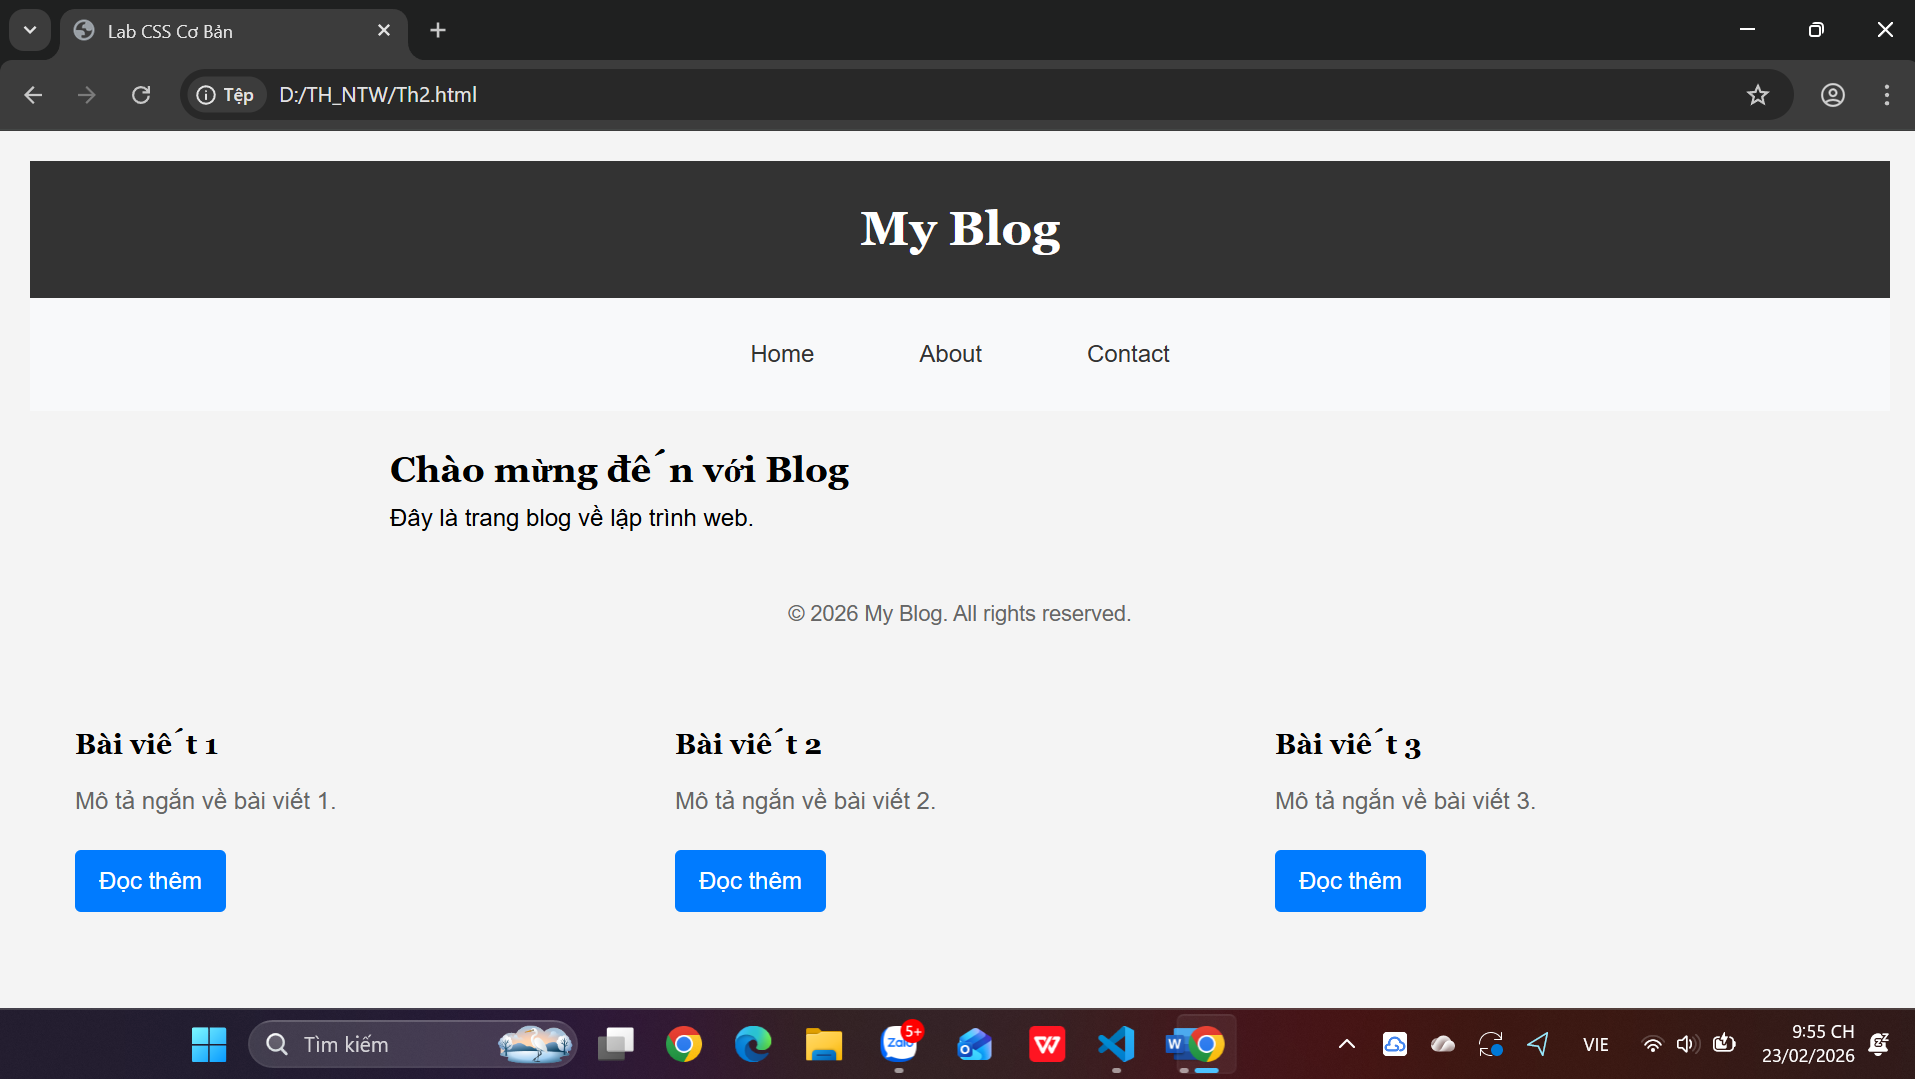 Lab CSS Cơ Bản
Tệp
D:/TH_NTW/Th2.html
My Blog
Home About Contact
Chào mừng đến với Blog
Đây là trang blog về lập trình web.
© 2026 My Blog. All rights reserved.
Bài viết 1
Mô tả ngắn về bài viết 1.
Đọc thêm
Bài viết 2
Mô tả ngắn về bài viết 2.
Đọc thêm
Bài viết 3
Mô tả ngắn về bài viết 3.
Đọc thêm
Tìm kiếm
Zalo
5+
VIE
9:55 CH
23/02/2026